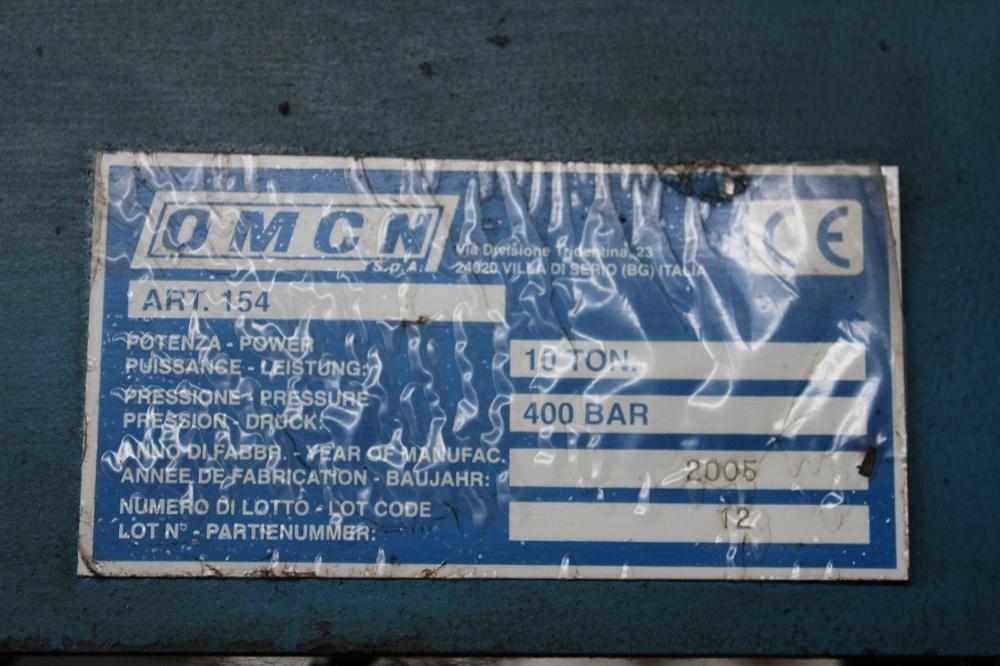 OMCN
S.p.A.
Via Divisione Tridentina, 23
24020 VILLA DI SERIO (BG) ITALIA
CE
ART. 154
POTENZA - POWER
PUISSANCE - LEISTUNG:
10 TON.
PRESSIONE - PRESSURE
PRESSION - DRUCK:
400 BAR
ANNO DI FABBR. - YEAR OF MANUFAC.
ANNÉE DE FABRICATION - BAUJAHR:
2005
NUMERO DI LOTTO - LOT CODE
LOT N° - PARTIENUMMER:
12